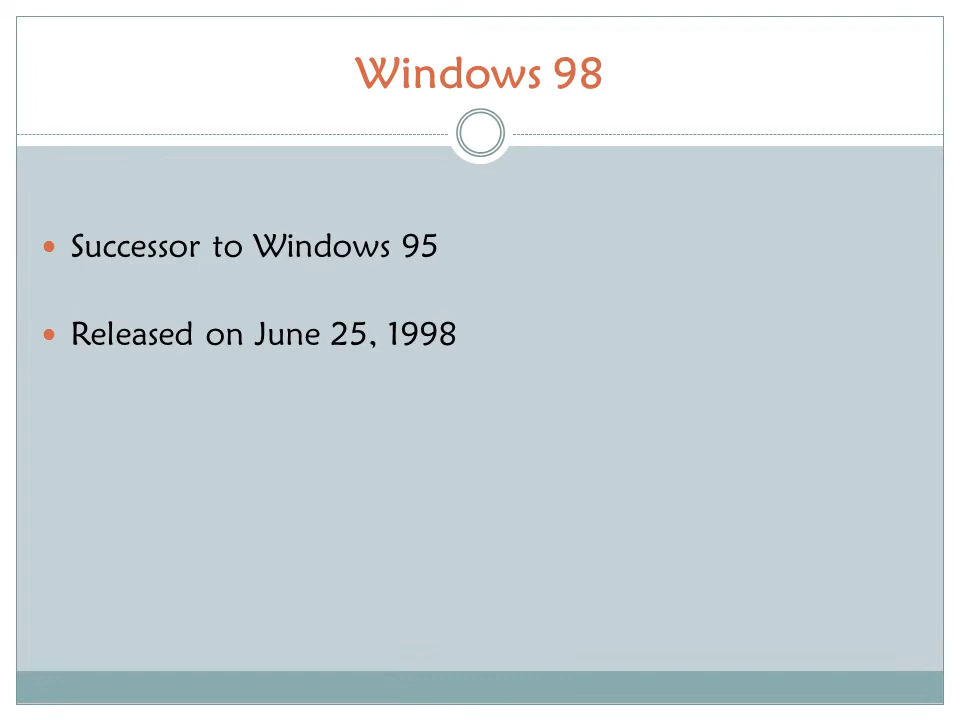 Windows 98
• Successor to Windows 95
• Released on June 25, 1998